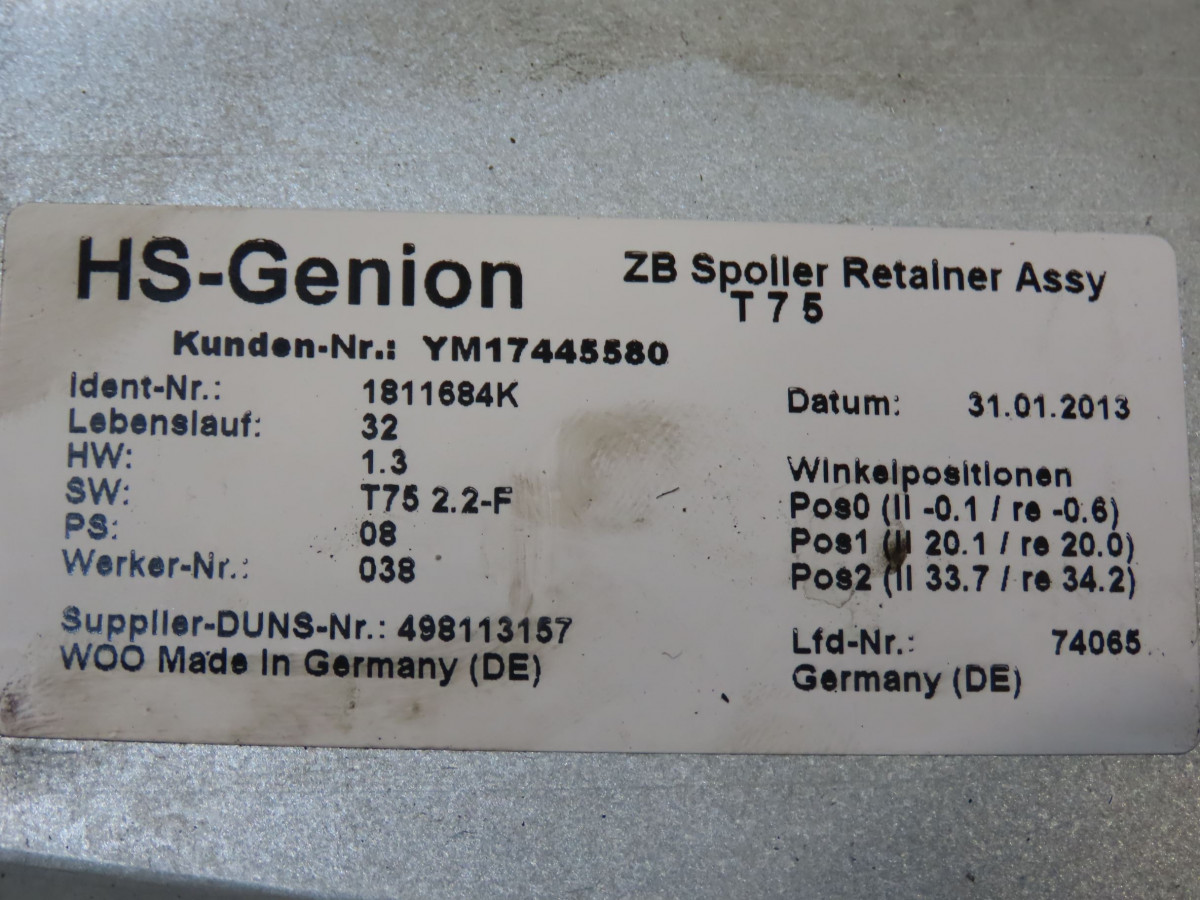 HS-Genion
ZB Spoiler Retainer Assy
T 7 5
Kunden-Nr.: YM17445580
Ident-Nr.: 1811684K
Lebenslauf: 32
HW: 1.3
SW: T75 2.2-F
PS: 08
Werker-Nr.: 038
Supplier-DUNS-Nr.: 498113157
WOO Made in Germany (DE)
Datum: 31.01.2013
Winkelpositionen
Pos0 (li -0.1 / re -0.6)
Pos1 (li 20.1 / re 20.0)
Pos2 (li 33.7 / re 34.2)
Lfd-Nr.: 74065
Germany (DE)